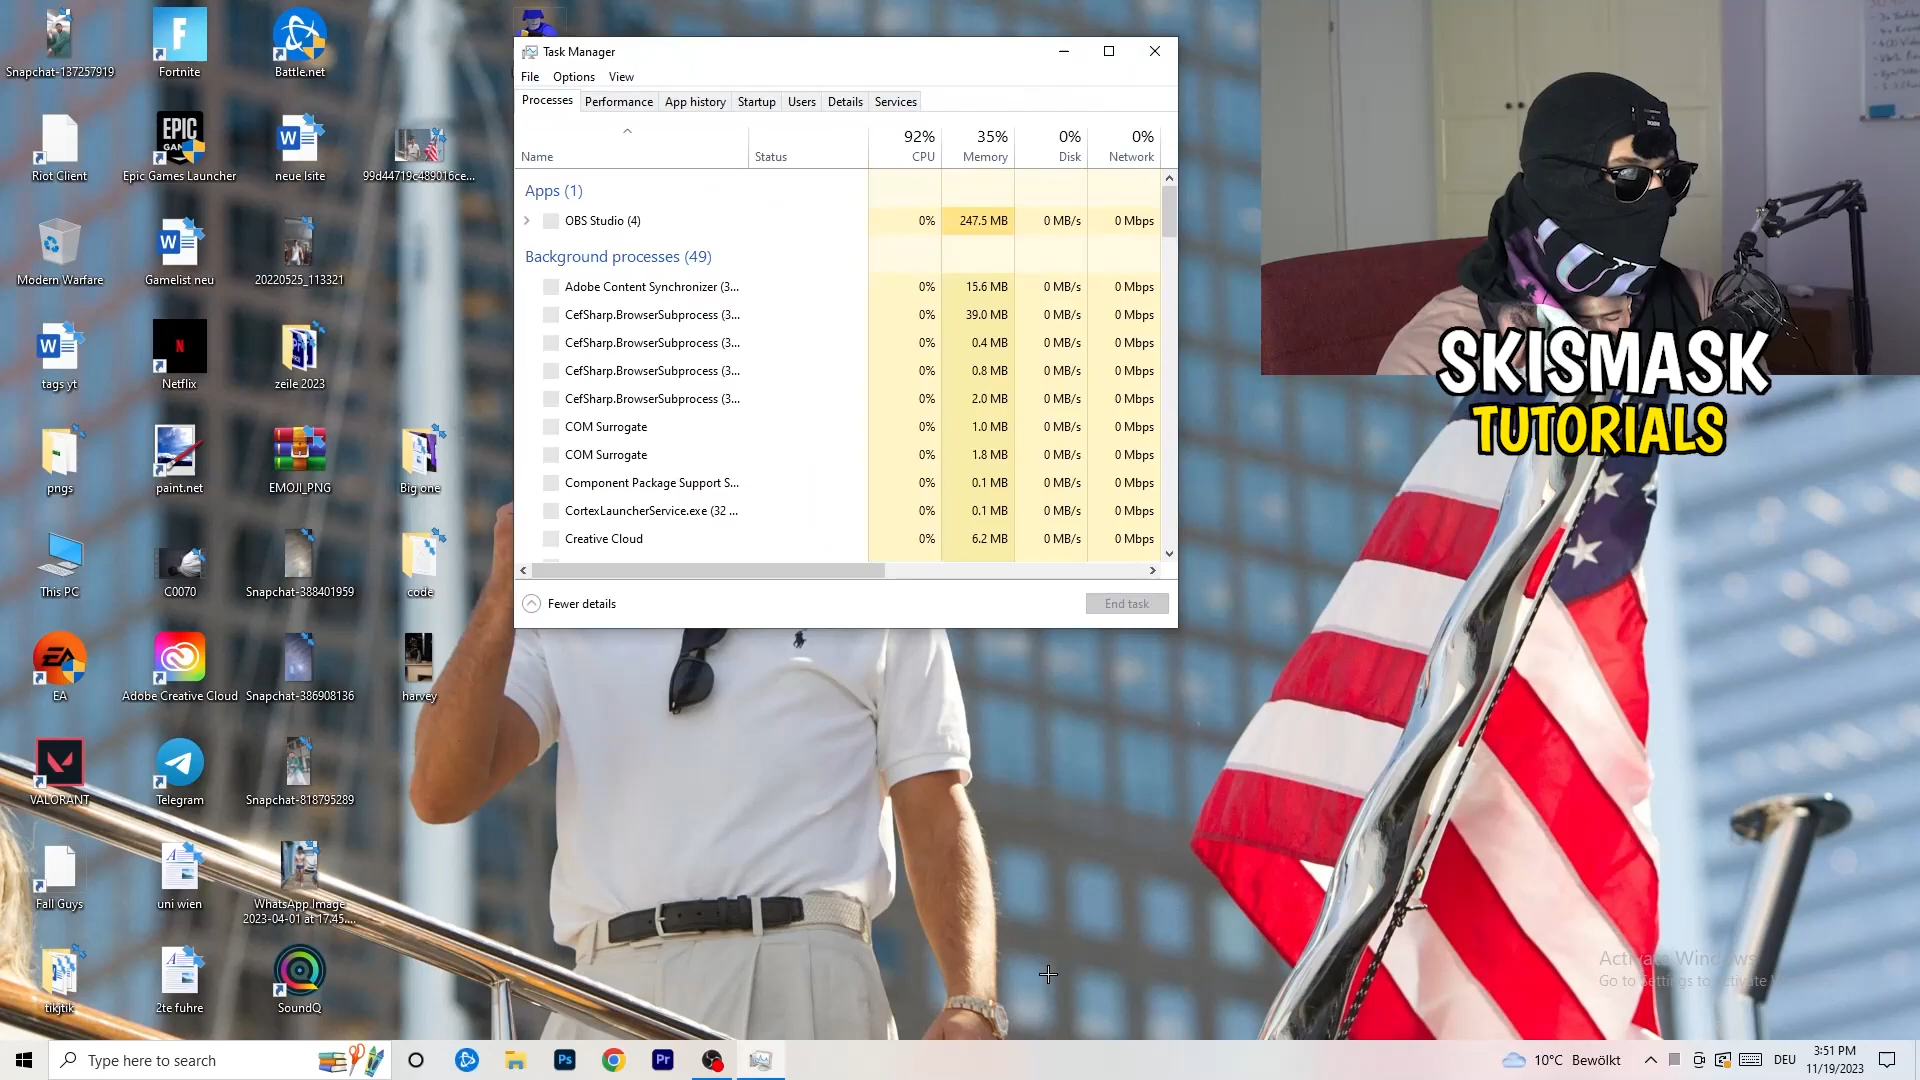 Snapchat-137257919
Fortnite
Battle.net
Riot Client
EPIC
Epic Games Launcher
neue lsite
99d44719c489016ce...
Modern Warfare
Gamelist neu
20220525_113321
tags yt
Netflix
zeile 2023
pngs
paint.net
EMOJI_PNG
Big one
This PC
C0070
Snapchat-388401959
code
EA
Adobe Creative Cloud
Snapchat-386908136
harvey
VALORANT
Telegram
Snapchat-818795289
Fall Guys
uni wien
WhatsApp Image
2023-04-01 at 17.45....
tikjtik
2te fuhre
SoundQ
Task Manager
File Options View
Processes Performance App history Startup Users Details Services
92% 35% 0% 0%
Name Status CPU Memory Disk Network
Apps (1)
OBS Studio (4) 0% 247.5 MB 0 MB/s 0 Mbps
Background processes (49)
Adobe Content Synchronizer (3... 0% 15.6 MB 0 MB/s 0 Mbps
CefSharp.BrowserSubprocess (3... 0% 39.0 MB 0 MB/s 0 Mbps
CefSharp.BrowserSubprocess (3... 0% 0.4 MB 0 MB/s 0 Mbps
CefSharp.BrowserSubprocess (3... 0% 0.8 MB 0 MB/s 0 Mbps
CefSharp.BrowserSubprocess (3... 0% 2.0 MB 0 MB/s 0 Mbps
COM Surrogate 0% 1.0 MB 0 MB/s 0 Mbps
COM Surrogate 0% 1.8 MB 0 MB/s 0 Mbps
Component Package Support S... 0% 0.1 MB 0 MB/s 0 Mbps
CortexLauncherService.exe (32 ... 0% 0.1 MB 0 MB/s 0 Mbps
Creative Cloud 0% 6.2 MB 0 MB/s 0 Mbps
Fewer details End task
SKISMASK
TUTORIALS
Activate Windows
Go to Settings to activate
Type here to search
Ps
Pr
10°C Bewölkt
DEU
3:51 PM
11/19/2023